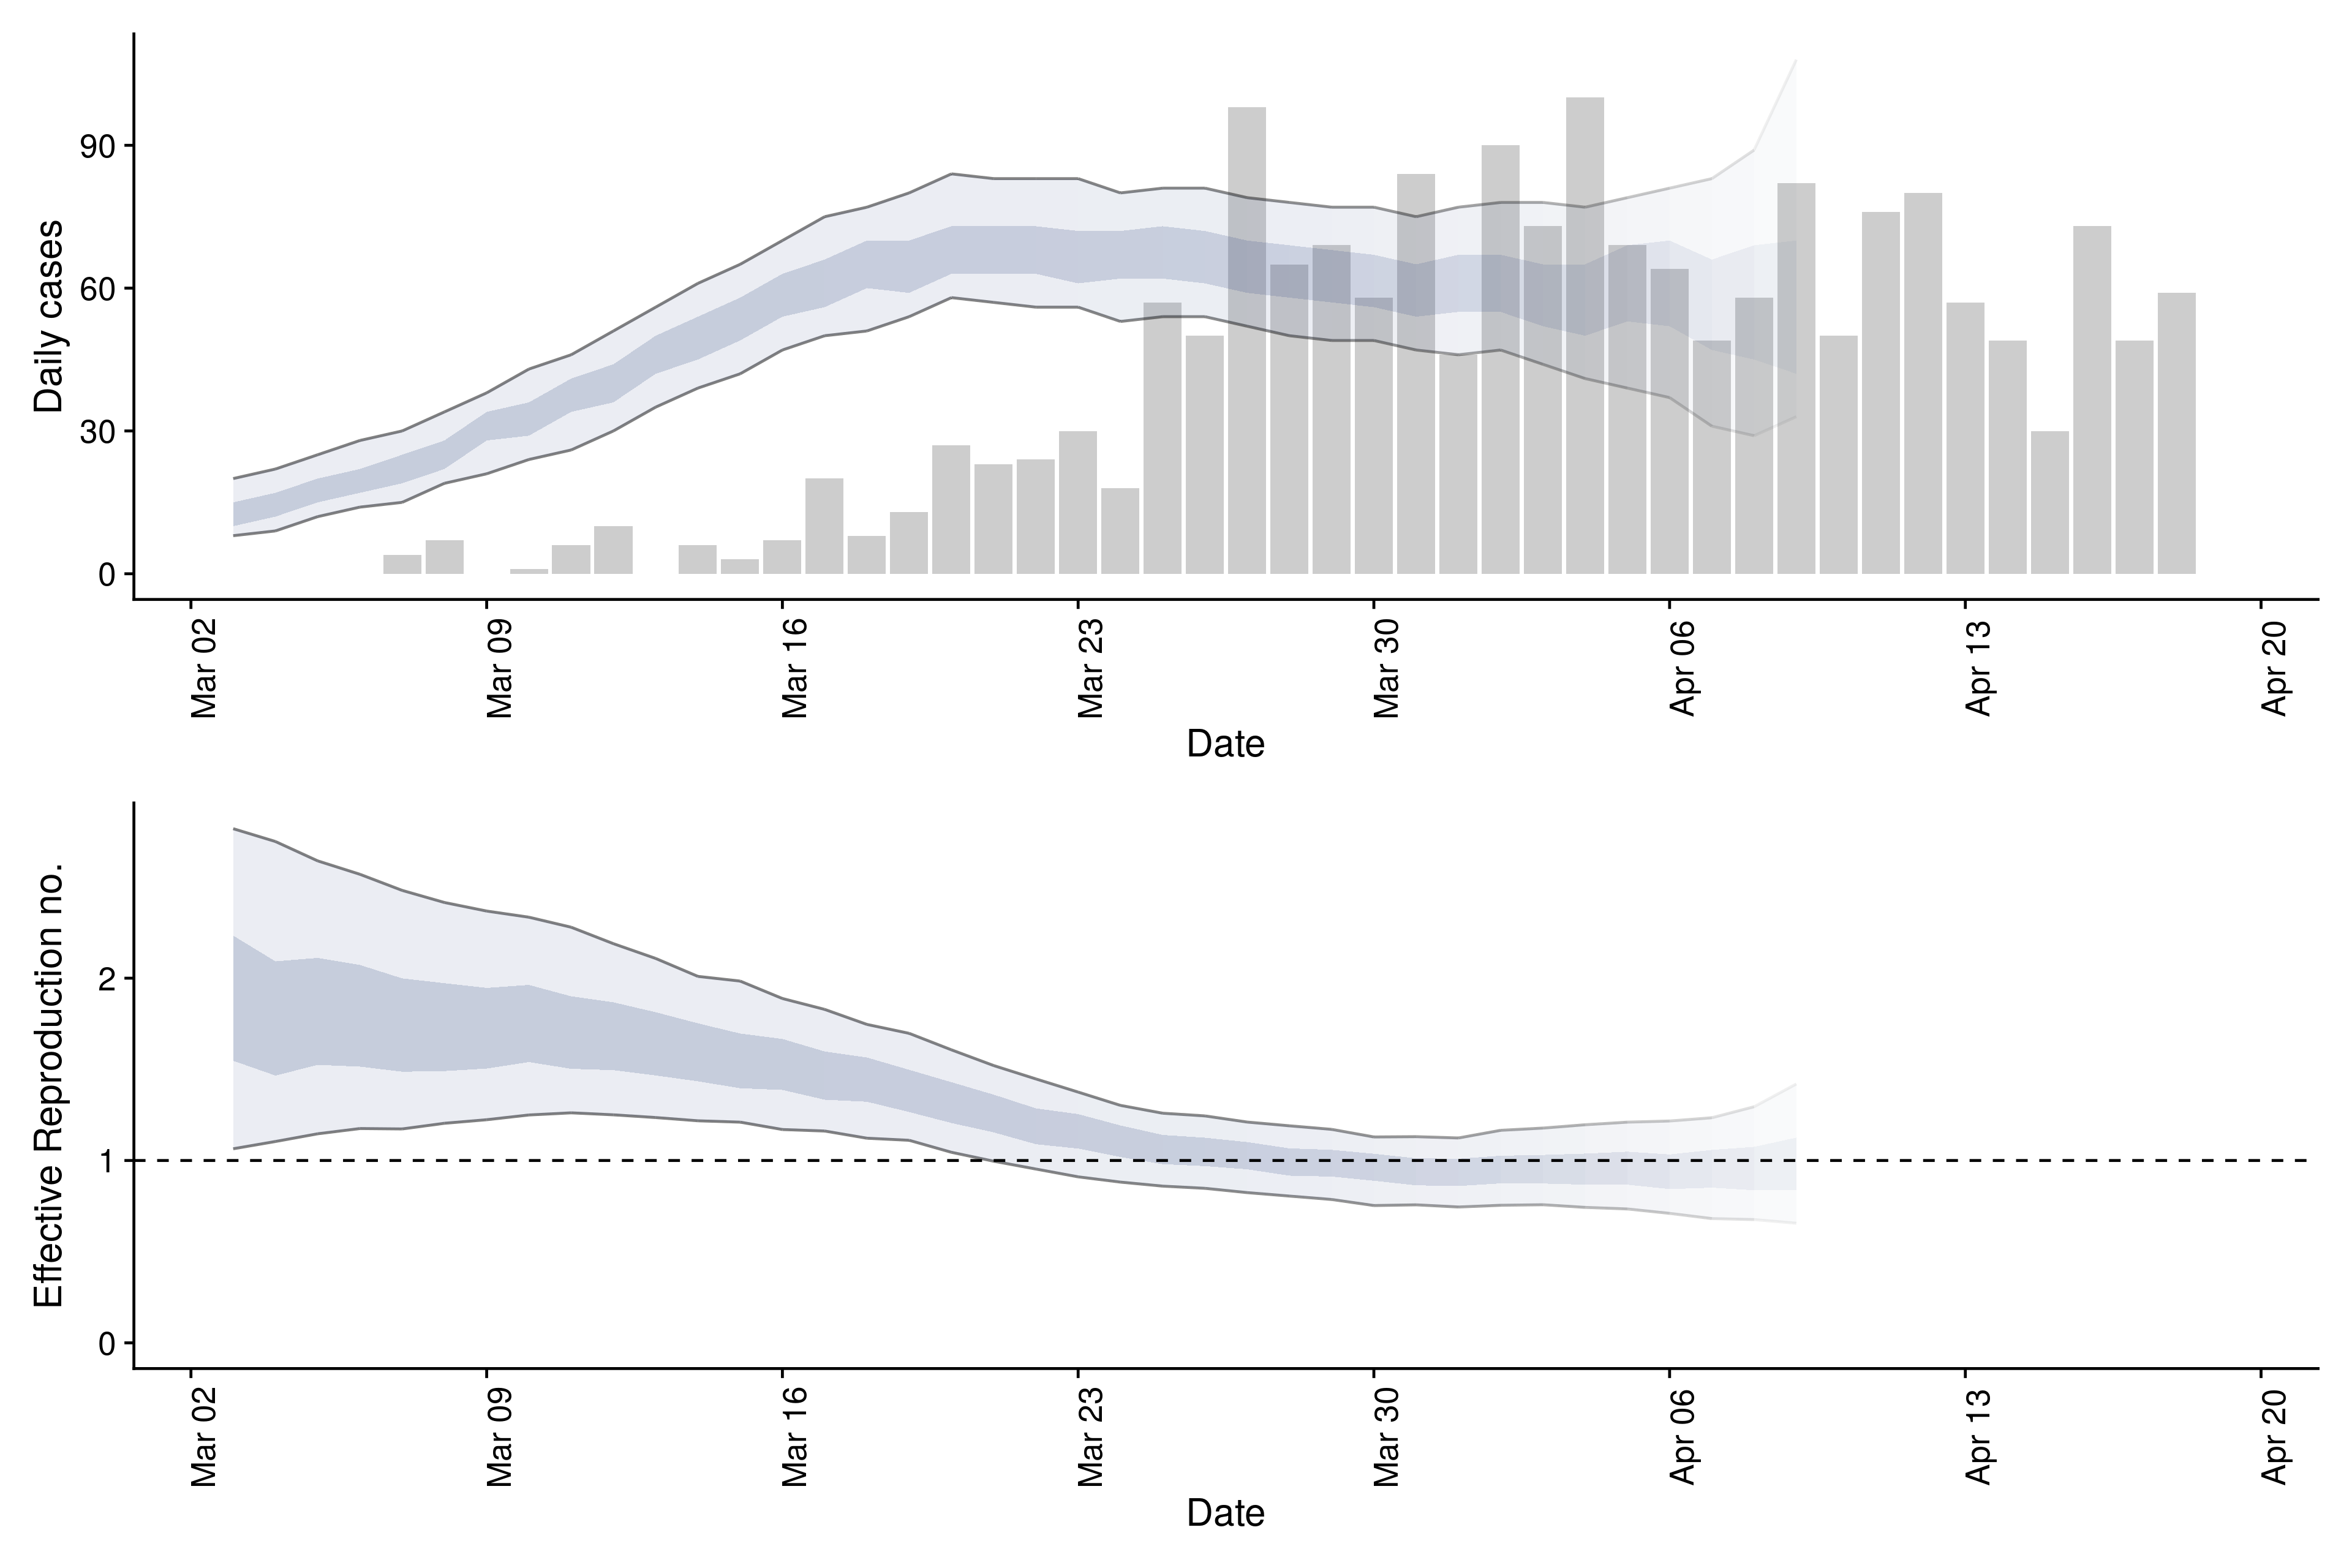 Daily cases
90
60
30
0
Mar 02
Mar 09
Mar 16
Mar 23
Mar 30
Apr 06
Apr 13
Apr 20
Date
Effective Reproduction no.
2
1
0
Mar 02
Mar 09
Mar 16
Mar 23
Mar 30
Apr 06
Apr 13
Apr 20
Date